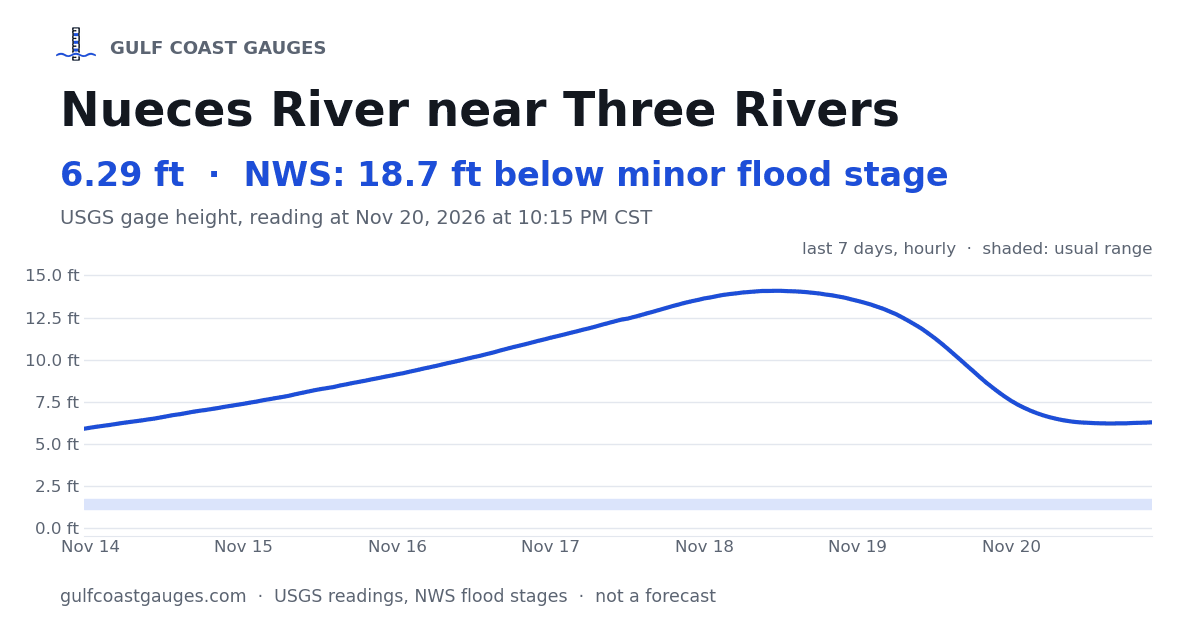 GULF COAST GAUGES
Nueces River near Three Rivers
6.29 ft · NWS: 18.7 ft below minor flood stage
USGS gage height, reading at Nov 20, 2026 at 10:15 PM CST
last 7 days, hourly · shaded: usual range
15.0 ft
12.5 ft
10.0 ft
7.5 ft
5.0 ft
2.5 ft
0.0 ft
Nov 14 Nov 15 Nov 16 Nov 17 Nov 18 Nov 19 Nov 20
gulfcoastgauges.com · USGS readings, NWS flood stages · not a forecast